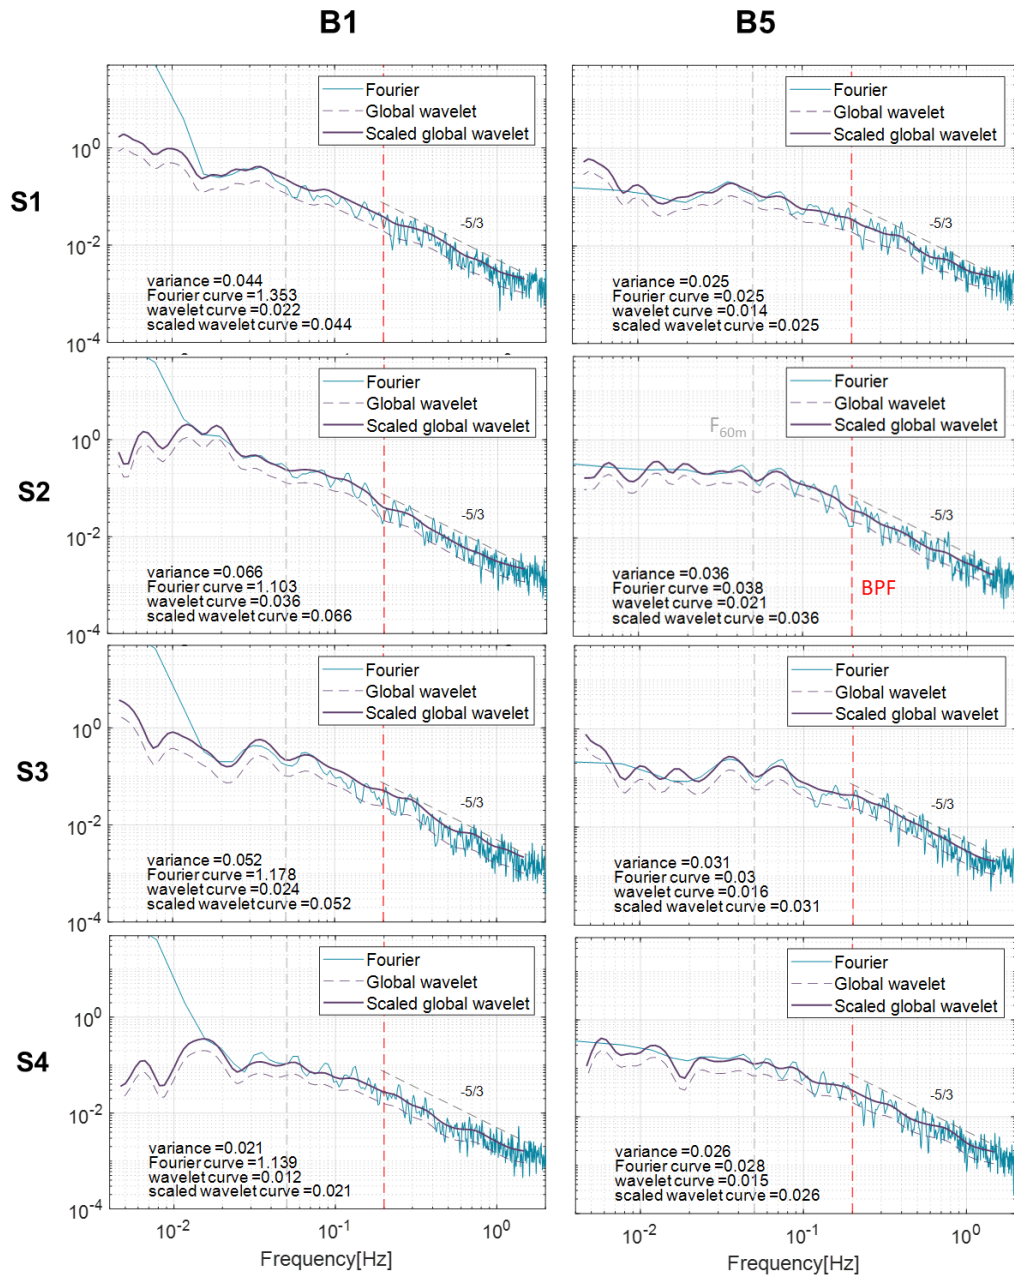 B1 B5
S1
Fourier
Global wavelet
Scaled global wavelet
10^0
10^-2
10^-4
-5/3
variance =0.044
Fourier curve =1.353
wavelet curve =0.022
scaled wavelet curve =0.044
Fourier
Global wavelet
Scaled global wavelet
-5/3
variance =0.025
Fourier curve =0.025
wavelet curve =0.014
scaled wavelet curve =0.025
S2
Fourier
Global wavelet
Scaled global wavelet
10^0
10^-2
10^-4
-5/3
variance =0.066
Fourier curve =1.103
wavelet curve =0.036
scaled wavelet curve =0.066
Fourier
Global wavelet
Scaled global wavelet
F60m
-5/3
BPF
variance =0.036
Fourier curve =0.038
wavelet curve =0.021
scaled wavelet curve =0.036
S3
Fourier
Global wavelet
Scaled global wavelet
10^0
10^-2
10^-4
-5/3
variance =0.052
Fourier curve =1.178
wavelet curve =0.024
scaled wavelet curve =0.052
Fourier
Global wavelet
Scaled global wavelet
-5/3
variance =0.031
Fourier curve =0.03
wavelet curve =0.016
scaled wavelet curve =0.031
S4
Fourier
Global wavelet
Scaled global wavelet
10^0
10^-2
10^-4
-5/3
variance =0.021
Fourier curve =1.139
wavelet curve =0.012
scaled wavelet curve =0.021
10^-2 10^-1 10^0
Frequency[Hz]
Fourier
Global wavelet
Scaled global wavelet
-5/3
variance =0.026
Fourier curve =0.028
wavelet curve =0.015
scaled wavelet curve =0.026
10^-2 10^-1 10^0
Frequency[Hz]